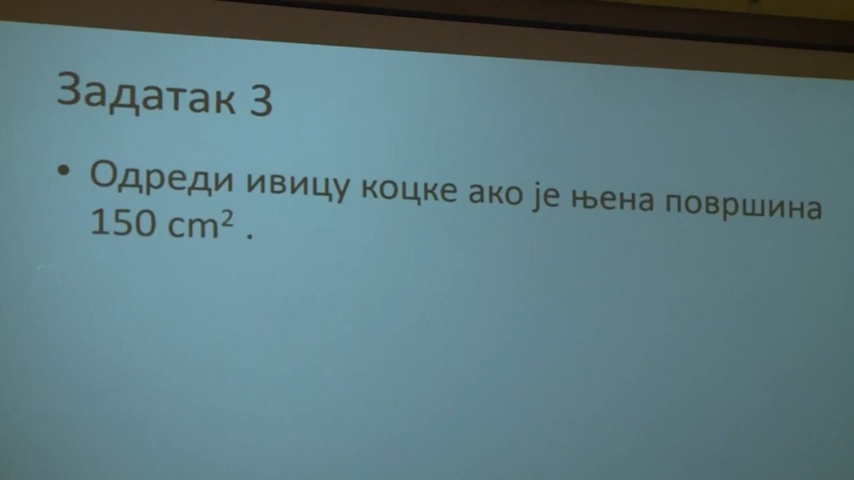 Задатак 3
• Одреди ивицу коцке ако је њена површина
150 cm² .